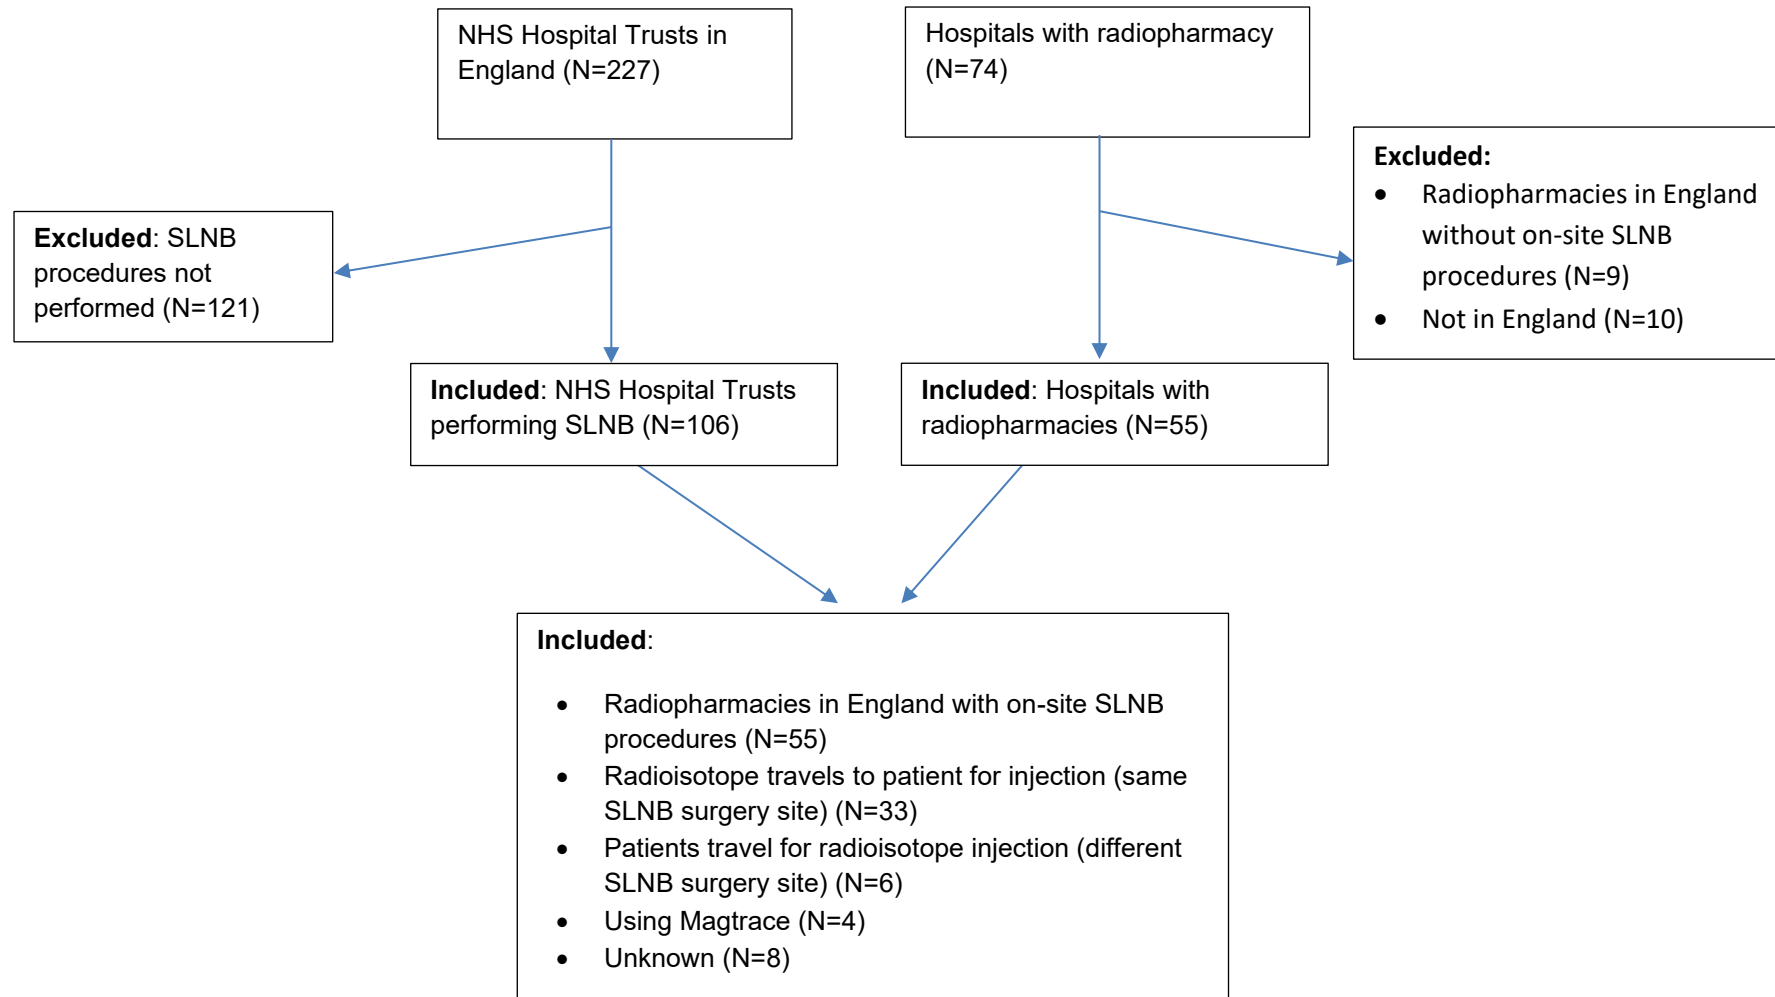 NHS Hospital Trusts in
England (N=227)
Hospitals with radiopharmacy
(N=74)
Excluded: SLNB
procedures not
performed (N=121)
Excluded:
• Radiopharmacies in England
without on-site SLNB
procedures (N=9)
• Not in England (N=10)
Included: NHS Hospital Trusts
performing SLNB (N=106)
Included: Hospitals with
radiopharmacies (N=55)
Included:
• Radiopharmacies in England with on-site SLNB
procedures (N=55)
• Radioisotope travels to patient for injection (same
SLNB surgery site) (N=33)
• Patients travel for radioisotope injection (different
SLNB surgery site) (N=6)
• Using Magtrace (N=4)
• Unknown (N=8)